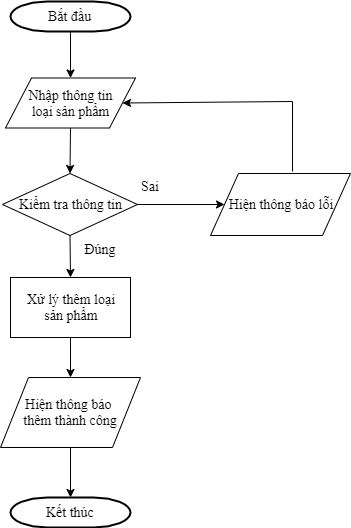 Bắt đầu
Nhập thông tin
loại sản phẩm
Sai
Kiểm tra thông tin
Hiện thông báo lỗi
Đúng
Xử lý thêm loại
sản phẩm
Hiện thông báo
thêm thành công
Kết thúc